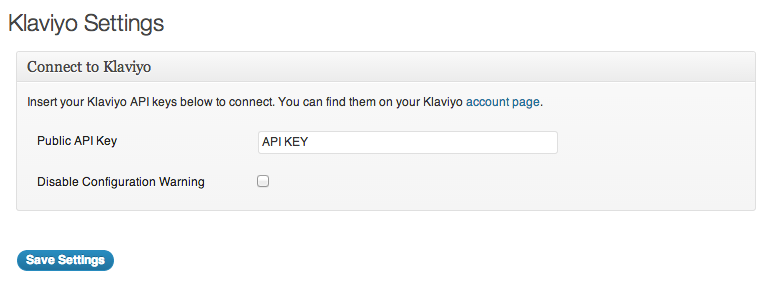 Klaviyo Settings
Connect to Klaviyo
Insert your Klaviyo API keys below to connect. You can find them on your Klaviyo account page.
Public API Key
API KEY
Disable Configuration Warning
Save Settings